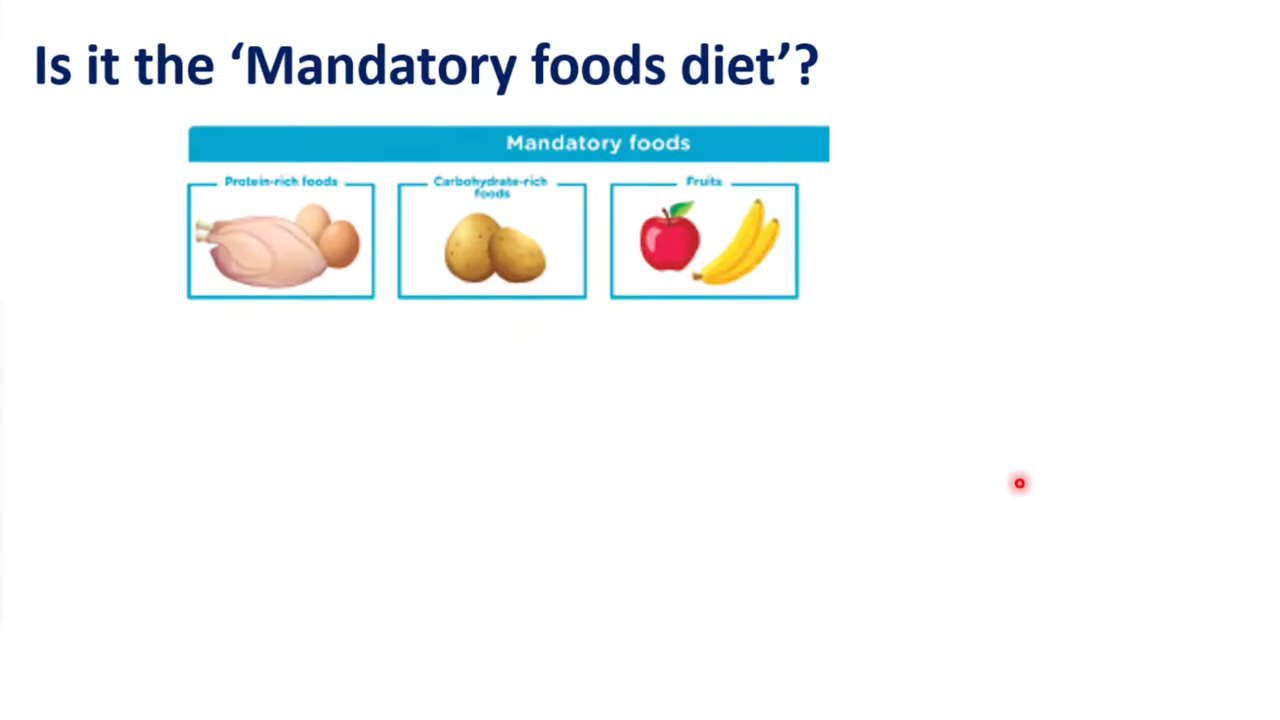 Is it the ‘Mandatory foods diet’?
Mandatory foods
Protein-rich foods
Carbohydrate-rich
foods
Fruits